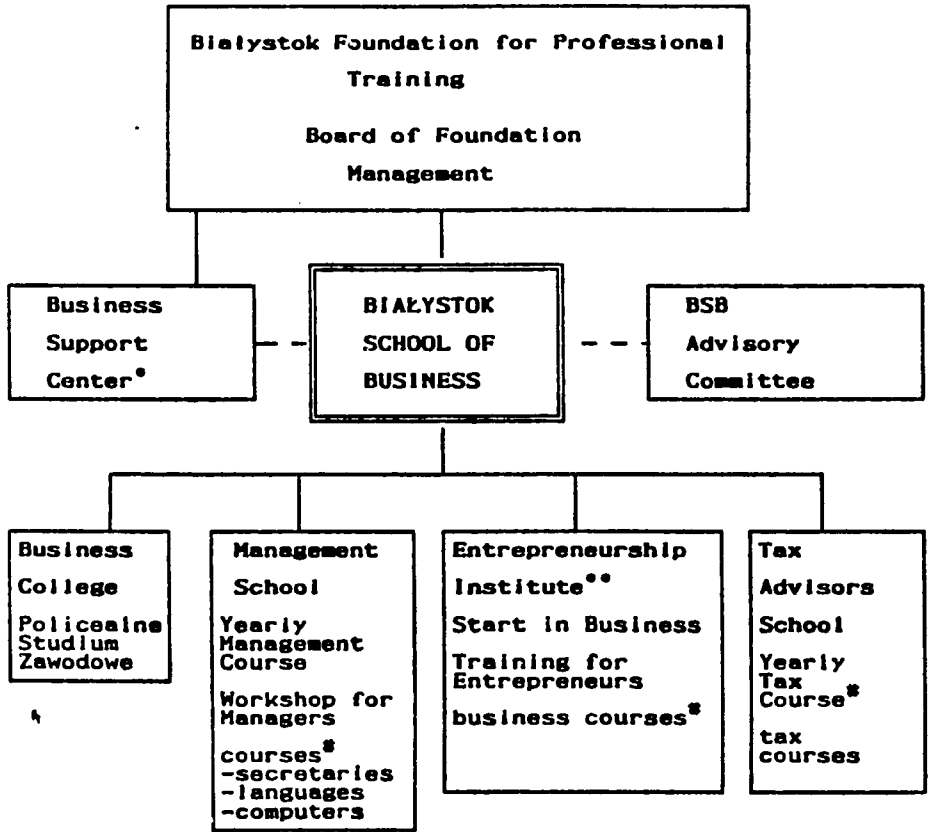 Białystok Foundation for Professional
Training
Board of Foundation
Management
Business
Support
Center*
BIAŁYSTOK
SCHOOL OF
BUSINESS
BSB
Advisory
Committee
Business
College
Policealne
Studium
Zawodowe
Management
School
Yearly
Management
Course
Workshop for
Managers
courses#
-secretaries
-languages
-computers
Entrepreneurship
Institute**
Start in Business
Training for
Entrepreneurs
business courses#
Tax
Advisors
School
Yearly
Tax
Course#
tax
courses